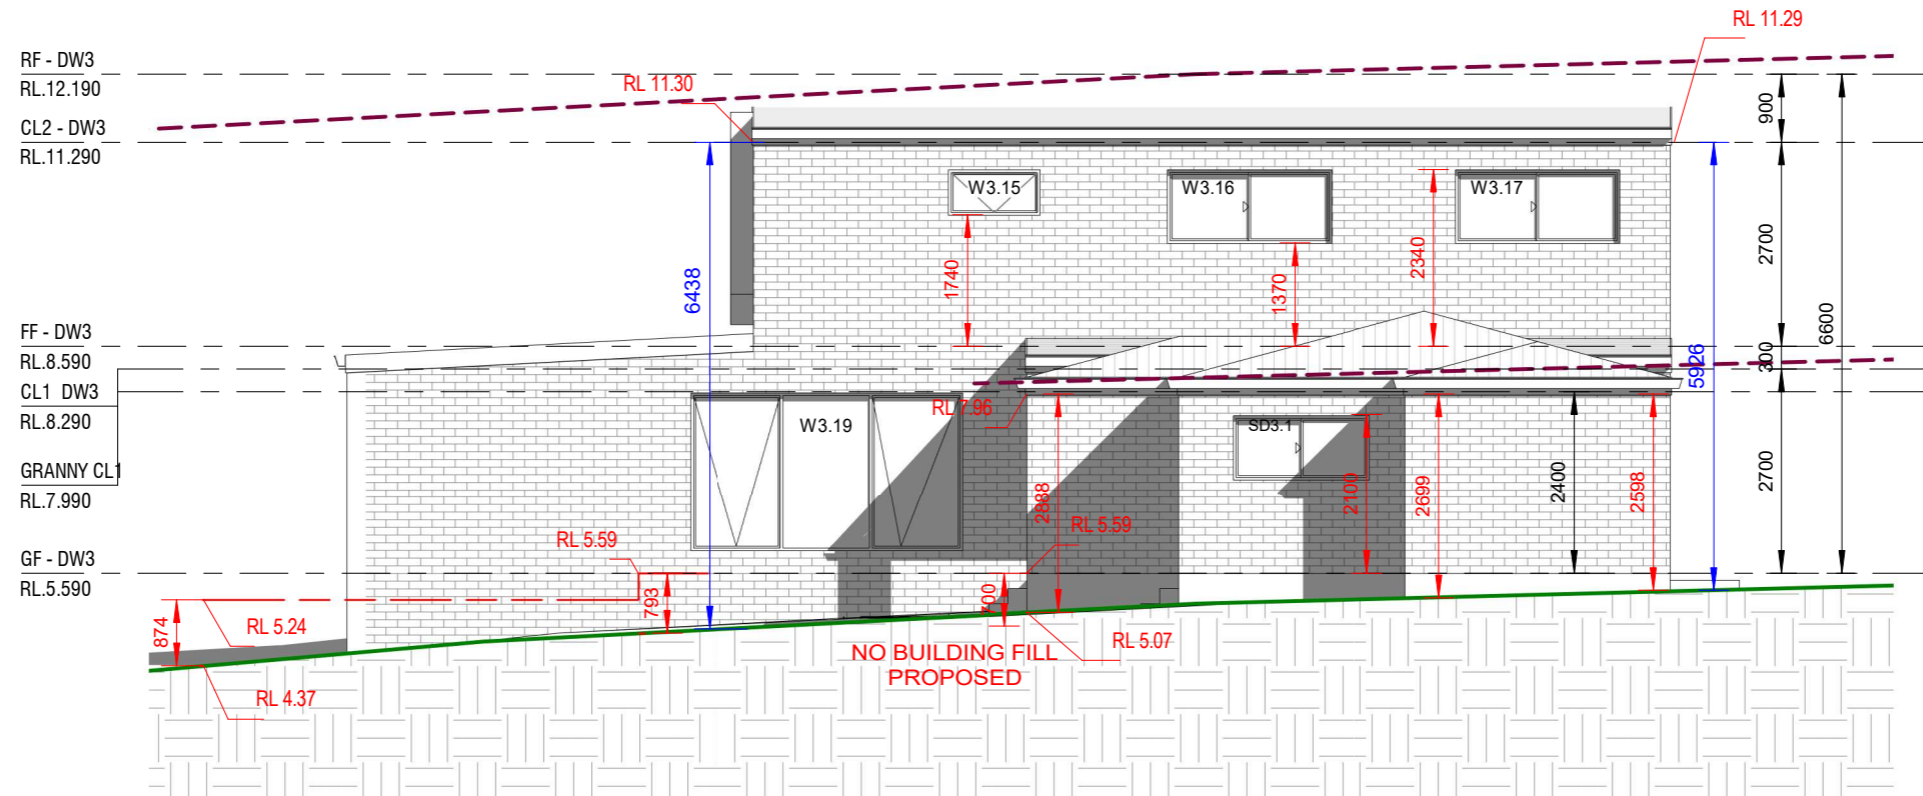 RF - DW3
RL.12.190
CL2 - DW3
RL.11.290
FF - DW3
RL.8.590
CL1 DW3
RL.8.290
GRANNY CL1
RL.7.990
GF - DW3
RL.5.590
RL 11.30
RL 11.29
W3.15
W3.16
W3.17
1740
1370
2340
6438
5926
900
2700
6600
300
2700
W3.19
RL 7.96
SD3.1
2888
2100
2699
2400
2598
RL 5.59
RL 5.59
793
700
874
RL 5.24
RL 4.37
RL 5.07
NO BUILDING FILL
PROPOSED